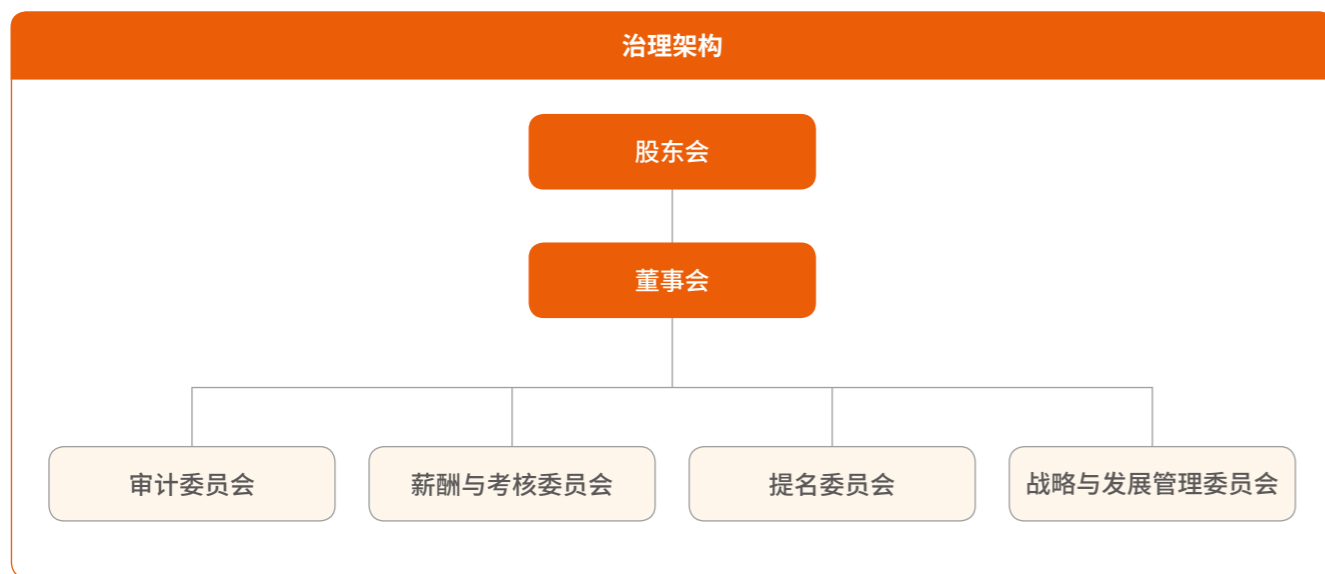 治理架构
股东会
董事会
审计委员会
薪酬与考核委员会
提名委员会
战略与发展管理委员会